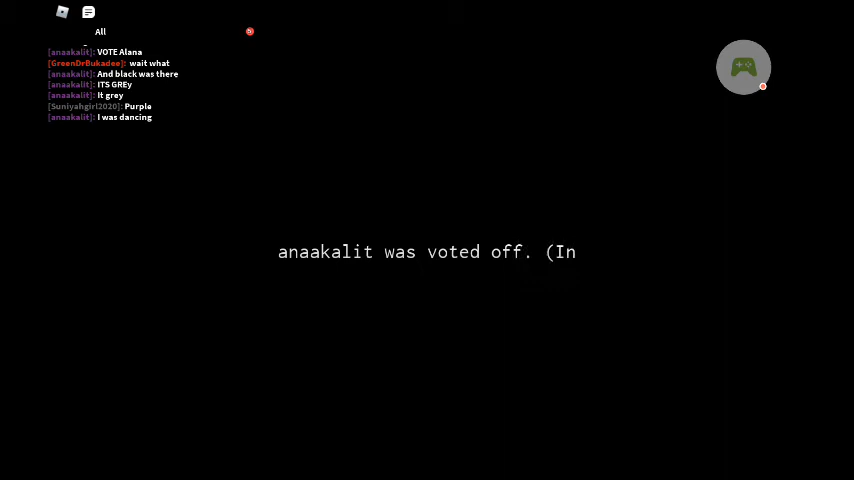 All
5
[anaakalit]: VOTE Alana
[GreenDrBukadee]: wait what
[anaakalit]: And black was there
[anaakalit]: ITS GREy
[anaakalit]: It grey
[Suniyahgirl2020]: Purple
[anaakalit]: I was dancing
anaakalit was voted off. (In